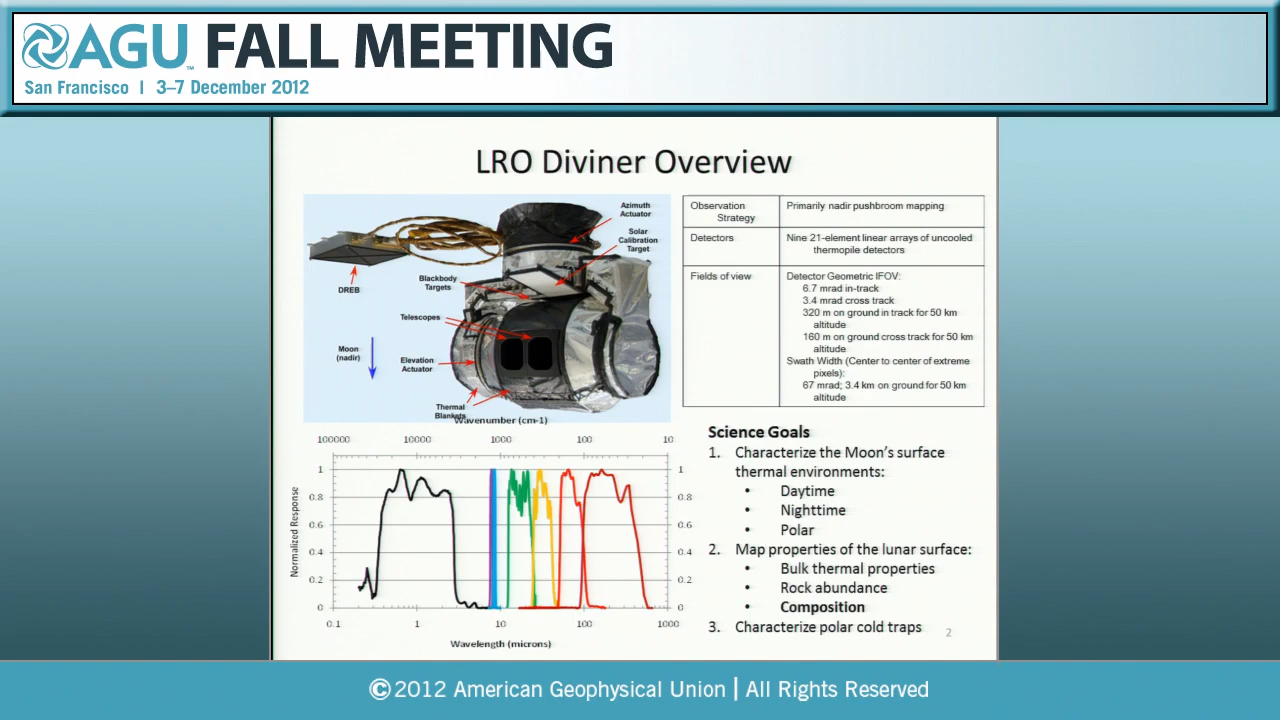 AGU FALL MEETING
San Francisco | 3–7 December 2012
LRO Diviner Overview
Azimuth
Actuator
Solar
Calibration
Target
Blackbody
Targets
DREB
Telescopes
Moon
(nadir)
Elevation
Actuator
Thermal
Blankets
Observation
Strategy
Primarily nadir pushbroom mapping
Detectors
Nine 21-element linear arrays of uncooled
thermopile detectors
Fields of view
Detector Geometric IFOV:
6.7 mrad in-track
3.4 mrad cross track
320 m on ground in track for 50 km
altitude
160 m on ground cross track for 50 km
altitude
Swath Width (Center to center of extreme
pixels):
67 mrad; 3.4 km on ground for 50 km
altitude
Wavenumber (cm-1)
100000 10000 1000 100 10
Normalized Response
1 1
0.8 0.8
0.6 0.6
0.4 0.4
0.2 0.2
0 0
0.1 1 10 100 1000
Wavelength (microns)
Science Goals
1. Characterize the Moon's surface
thermal environments:
• Daytime
• Nighttime
• Polar
2. Map properties of the lunar surface:
• Bulk thermal properties
• Rock abundance
• Composition
3. Characterize polar cold traps
2
©2012 American Geophysical Union | All Rights Reserved